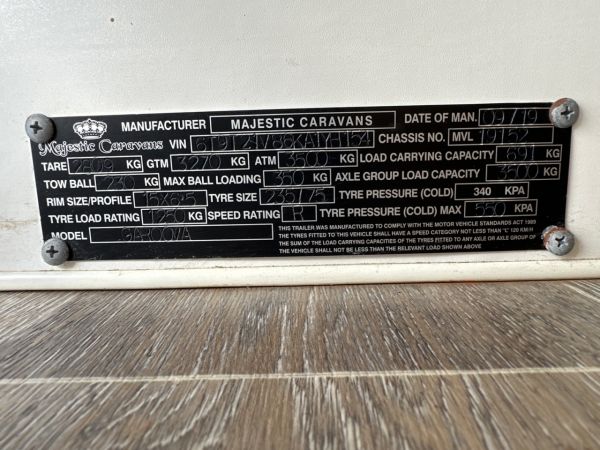 MANUFACTURER MAJESTIC CARAVANS DATE OF MAN. 09/19
Majestic Caravans VIN CHASSIS NO. MVL 19152
TARE 2809 KG GTM 3270 KG ATM 3500 KG LOAD CARRYING CAPACITY 691 KG
TOW BALL 230 KG MAX BALL LOADING 350 KG AXLE GROUP LOAD CAPACITY 3500 KG
RIM SIZE/PROFILE 15X6.5 TYRE SIZE 235/75 TYRE PRESSURE (COLD) 340 KPA
TYRE LOAD RATING 1250 KG SPEED RATING R TYRE PRESSURE (COLD) MAX 550 KPA
MODEL
THIS TRAILER WAS MANUFACTURED TO COMPLY WITH THE MOTOR VEHICLE STANDARDS ACT 1989
THE TYRES FITTED TO THIS VEHICLE SHALL HAVE A SPEED CATEGORY NOT LESS THAN 'L' 120 KM/H
THE SUM OF THE LOAD CARRYING CAPACITIES OF THE TYRES FITTED TO ANY AXLE OR AXLE GROUP OF
THE VEHICLE SHALL NOT BE LESS THAN THE RELEVANT LOAD SHOWN ABOVE